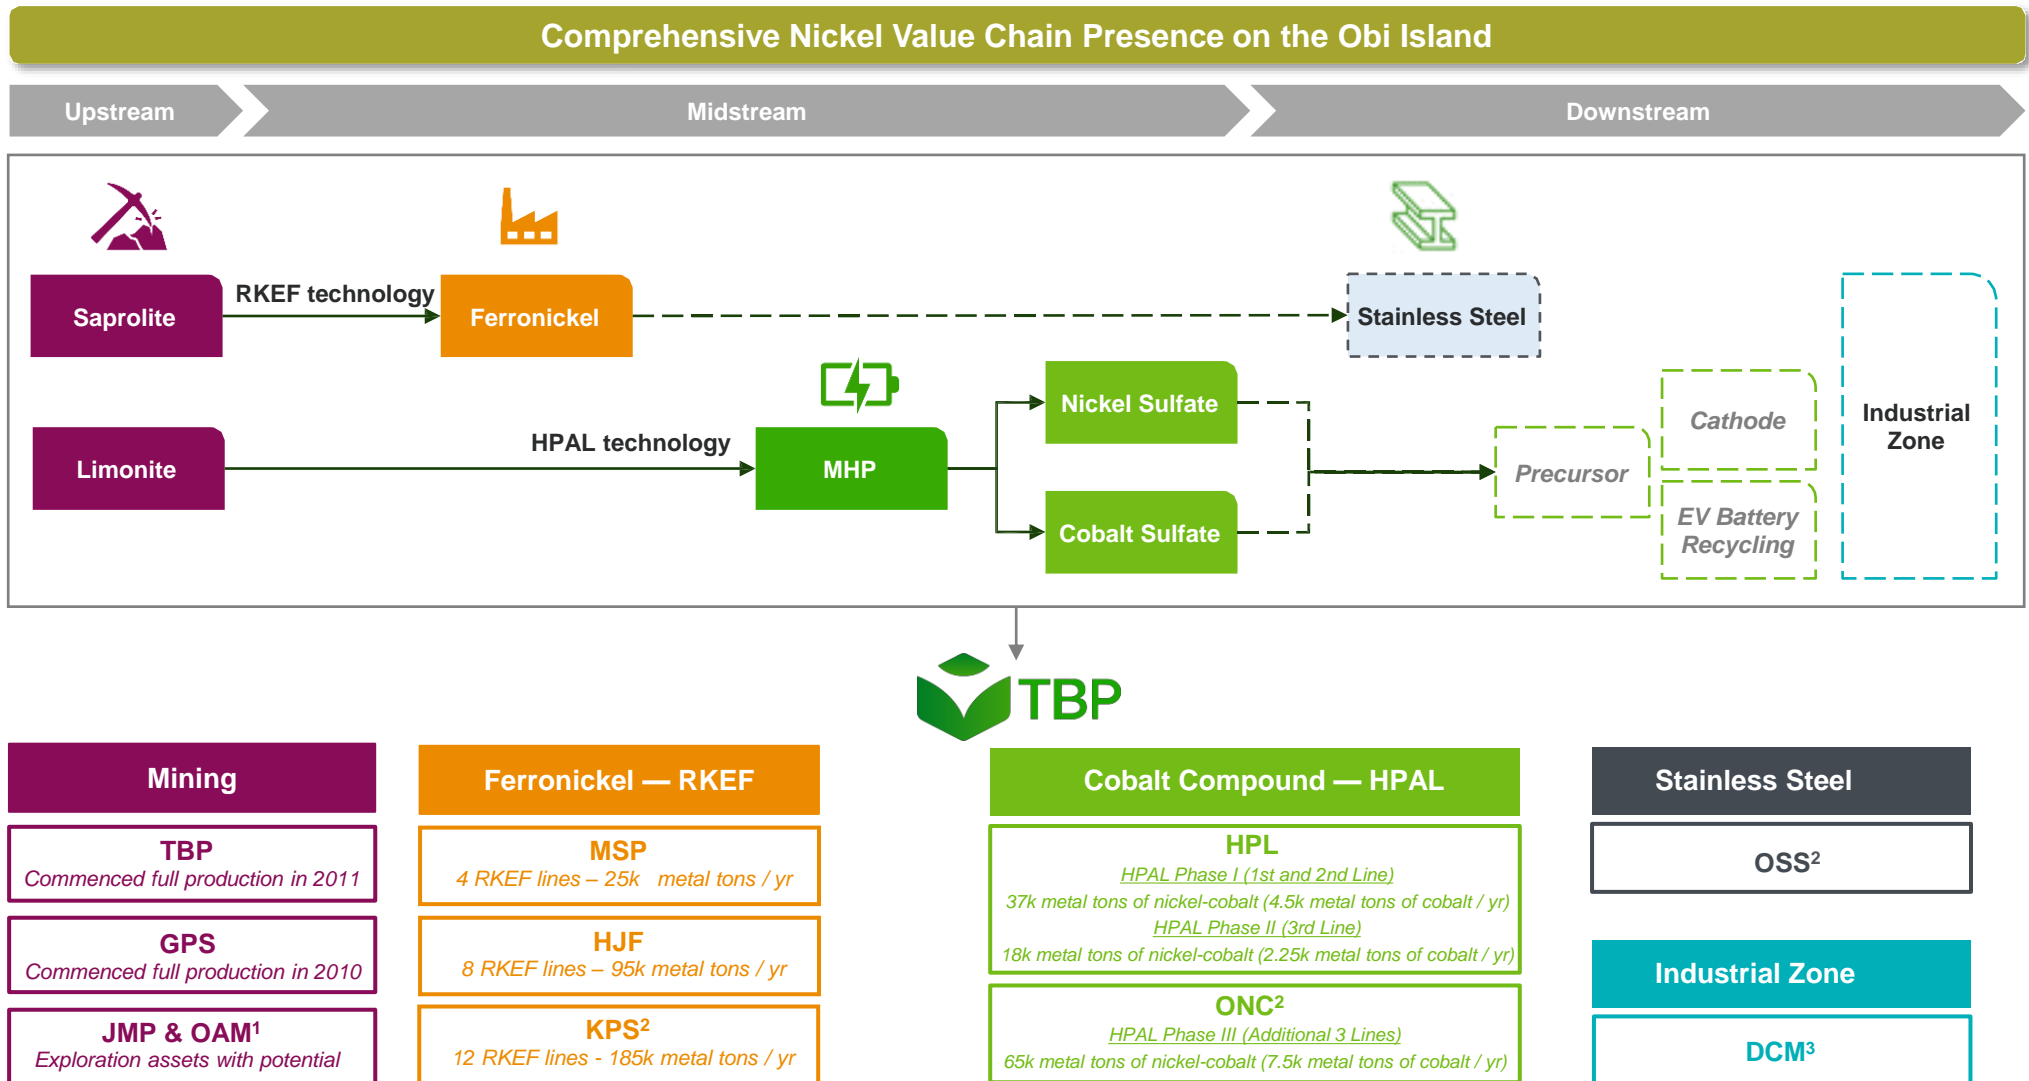 Comprehensive Nickel Value Chain Presence on the Obi Island
Upstream
Midstream
Downstream
Saprolite
RKEF technology
Ferronickel
Stainless Steel
Limonite
HPAL technology
MHP
Nickel Sulfate
Cobalt Sulfate
Precursor
Cathode
EV Battery
Recycling
Industrial
Zone
TBP
Mining
TBP
Commenced full production in 2011
GPS
Commenced full production in 2010
JMP & OAM¹
Exploration assets with potential
Ferronickel — RKEF
MSP
4 RKEF lines – 25k metal tons / yr
HJF
8 RKEF lines – 95k metal tons / yr
KPS²
12 RKEF lines - 185k metal tons / yr
Cobalt Compound — HPAL
HPL
HPAL Phase I (1st and 2nd Line)
37k metal tons of nickel-cobalt (4.5k metal tons of cobalt / yr)
HPAL Phase II (3rd Line)
18k metal tons of nickel-cobalt (2.25k metal tons of cobalt / yr)
ONC²
HPAL Phase III (Additional 3 Lines)
65k metal tons of nickel-cobalt (7.5k metal tons of cobalt / yr)
Stainless Steel
OSS²
Industrial Zone
DCM³